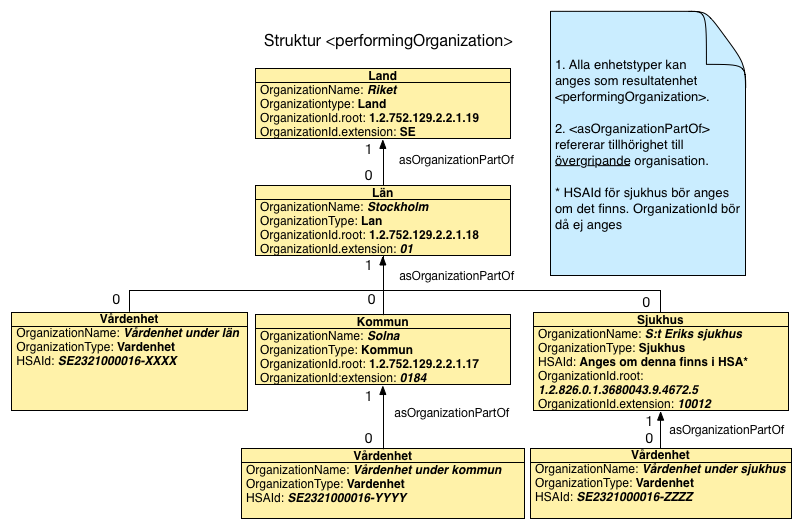 Struktur <performingOrganization>
1. Alla enhetstyper kan
anges som resultatenhet
<performingOrganization>.
2. <asOrganizationPartOf>
refererar tillhörighet till
övergripande organisation.
* HSAId för sjukhus bör anges
om det finns. OrganizationId bör
då ej anges
Land
OrganizationName: Riket
Organizationtype: Land
OrganizationId.root: 1.2.752.129.2.2.1.19
OrganizationId.extension: SE
1
asOrganizationPartOf
0
Län
OrganizationName: Stockholm
OrganizationType: Lan
OrganizationId.root: 1.2.752.129.2.2.1.18
OrganizationId.extension: 01
1
asOrganizationPartOf
0
0
0
Vårdenhet
OrganizationName: Vårdenhet under län
OrganizationType: Vardenhet
HSAId: SE2321000016-XXXX
Kommun
OrganizationName: Solna
OrganizationType: Kommun
OrganizationId.root: 1.2.752.129.2.2.1.17
OrganizationId:extension: 0184
Sjukhus
OrganizationName: S:t Eriks sjukhus
OrganizationType: Sjukhus
HSAId: Anges om denna finns i HSA*
OrganizationId.root:
1.2.826.0.1.3680043.9.4672.5
OrganizationId.extension: 10012
1
asOrganizationPartOf
0
1
asOrganizationPartOf
0
Vårdenhet
OrganizationName: Vårdenhet under kommun
OrganizationType: Vardenhet
HSAId: SE2321000016-YYYY
Vårdenhet
OrganizationName: Vårdenhet under sjukhus
OrganizationType: Vardenhet
HSAId: SE2321000016-ZZZZ